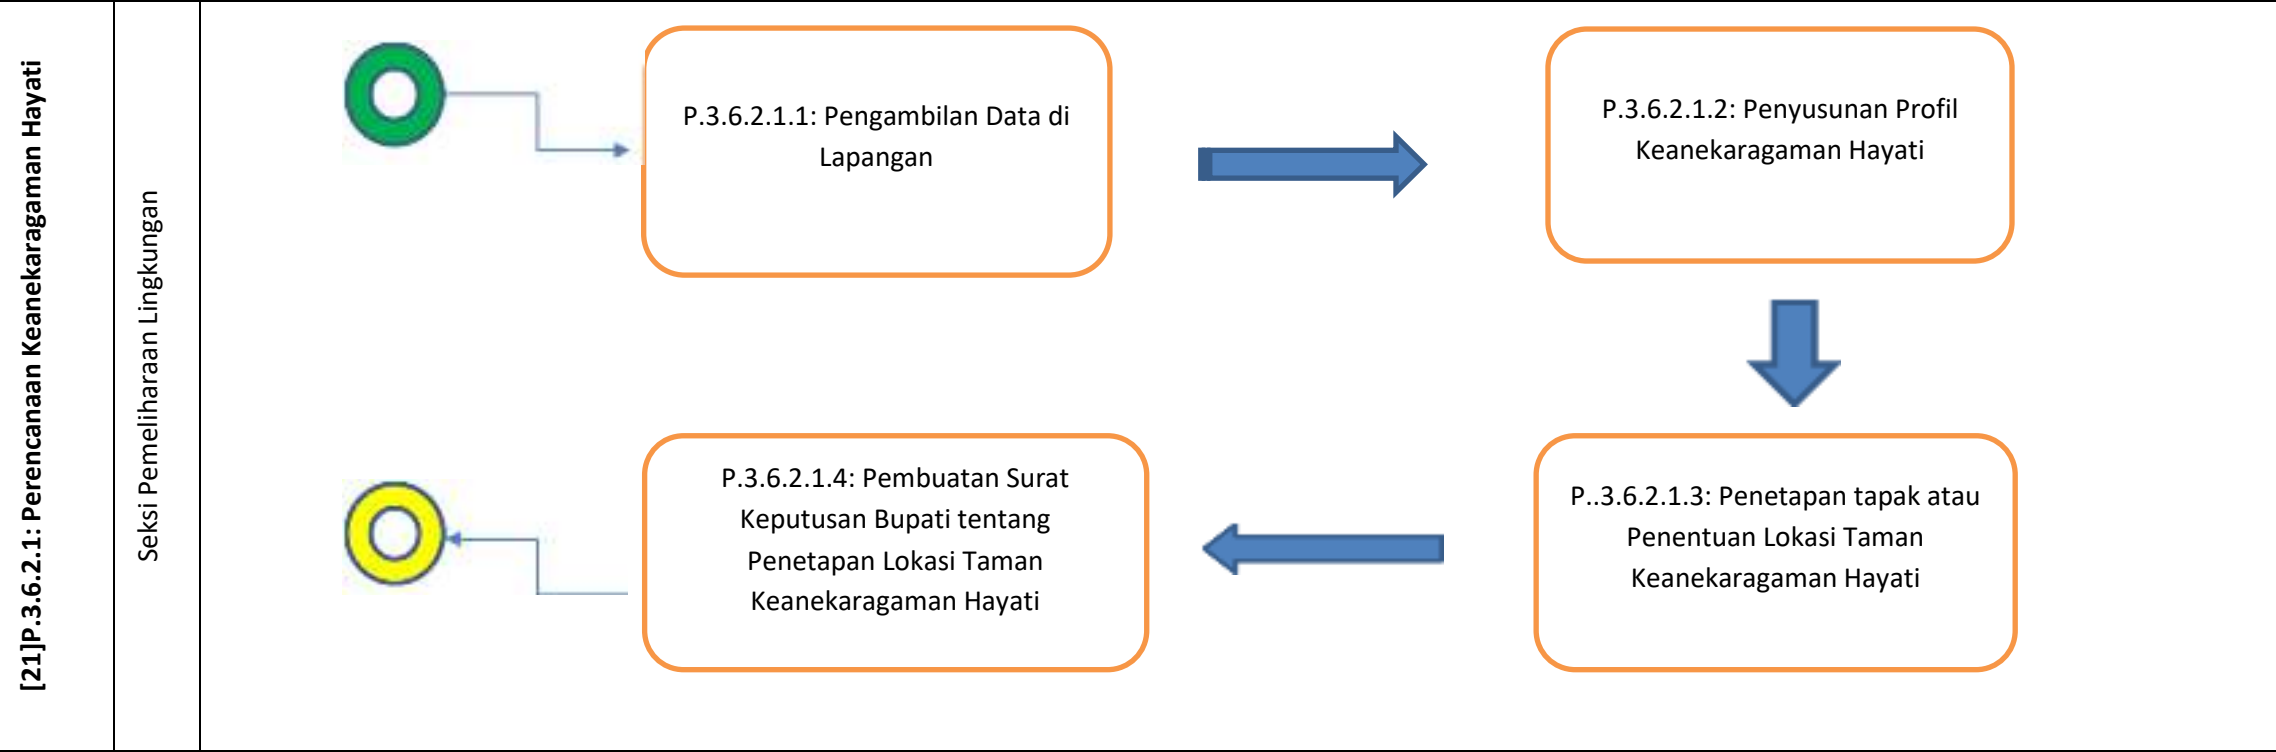 [21]P.3.6.2.1: Perencanaan Keanekaragaman Hayati
Seksi Pemeliharaan Lingkungan
P.3.6.2.1.1: Pengambilan Data di
Lapangan
P.3.6.2.1.2: Penyusunan Profil
Keanekaragaman Hayati
P.3.6.2.1.4: Pembuatan Surat
Keputusan Bupati tentang
Penetapan Lokasi Taman
Keanekaragaman Hayati
P..3.6.2.1.3: Penetapan tapak atau
Penentuan Lokasi Taman
Keanekaragaman Hayati